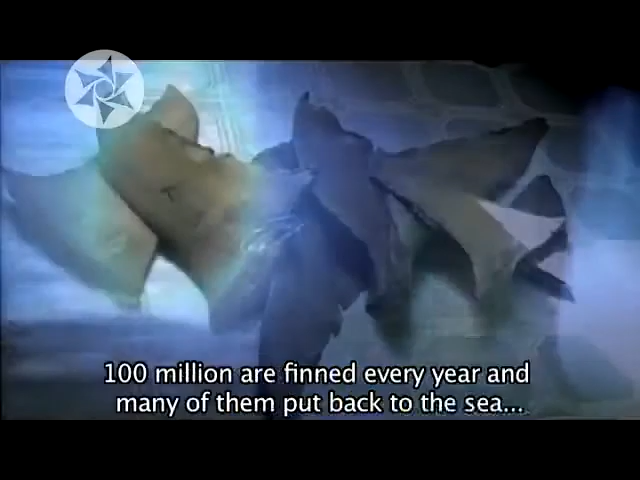 100 million are finned every year and
many of them put back to the sea...